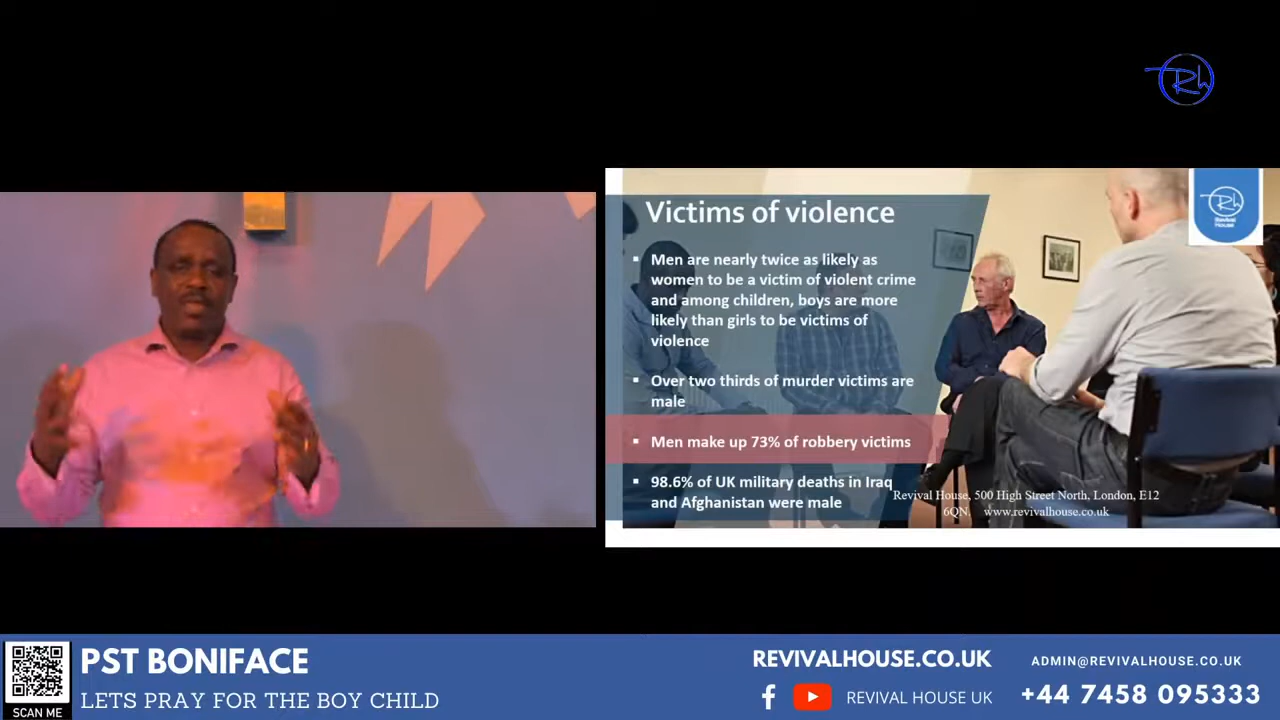 Rh
Victims of violence
Rh
Revival
House
▪ Men are nearly twice as likely as
women to be a victim of violent crime
and among children, boys are more
likely than girls to be victims of
violence
▪ Over two thirds of murder victims are
male
▪ Men make up 73% of robbery victims
▪ 98.6% of UK military deaths in Iraq
and Afghanistan were male
Revival House, 500 High Street North, London, E12
6QN. www.revivalhouse.co.uk
PST BONIFACE
LETS PRAY FOR THE BOY CHILD
SCAN ME
REVIVALHOUSE.CO.UK
REVIVAL HOUSE UK
ADMIN@REVIVALHOUSE.CO.UK
+44 7458 095333